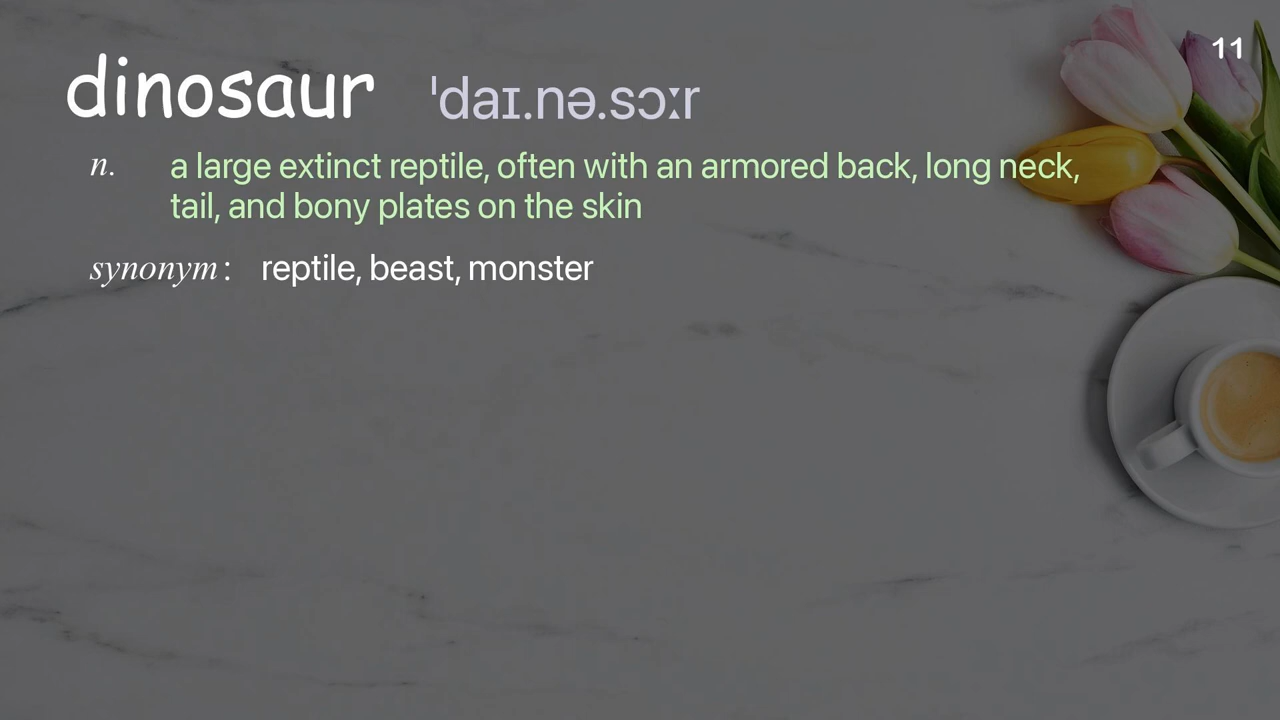 11
dinosaur ˈdaɪ.nə.sɔːr
n. a large extinct reptile, often with an armored back, long neck,
tail, and bony plates on the skin
synonym: reptile, beast, monster